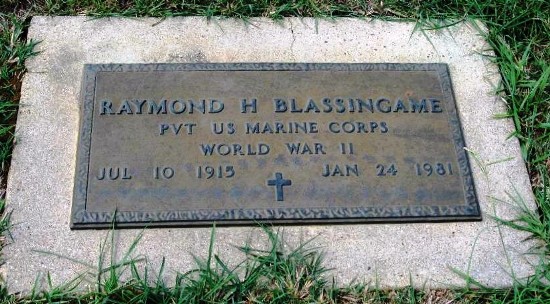 RAYMOND H BLASSINGAME
PVT US MARINE CORPS
WORLD WAR II
JUL 10 1915 JAN 24 1981